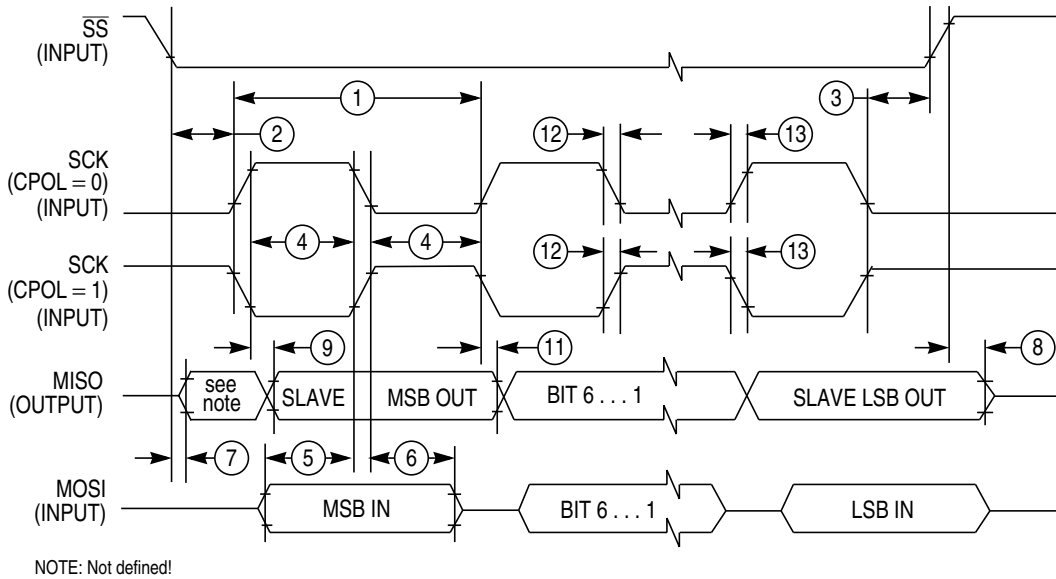 SS
(INPUT)
1
3
2
12
13
SCK
(CPOL = 0)
(INPUT)
4
4
12
13
SCK
(CPOL = 1)
(INPUT)
9
11
8
MISO
(OUTPUT)
see
note
SLAVE
MSB OUT
BIT 6 . . . 1
SLAVE LSB OUT
7
5
6
MOSI
(INPUT)
MSB IN
BIT 6 . . . 1
LSB IN
NOTE: Not defined!